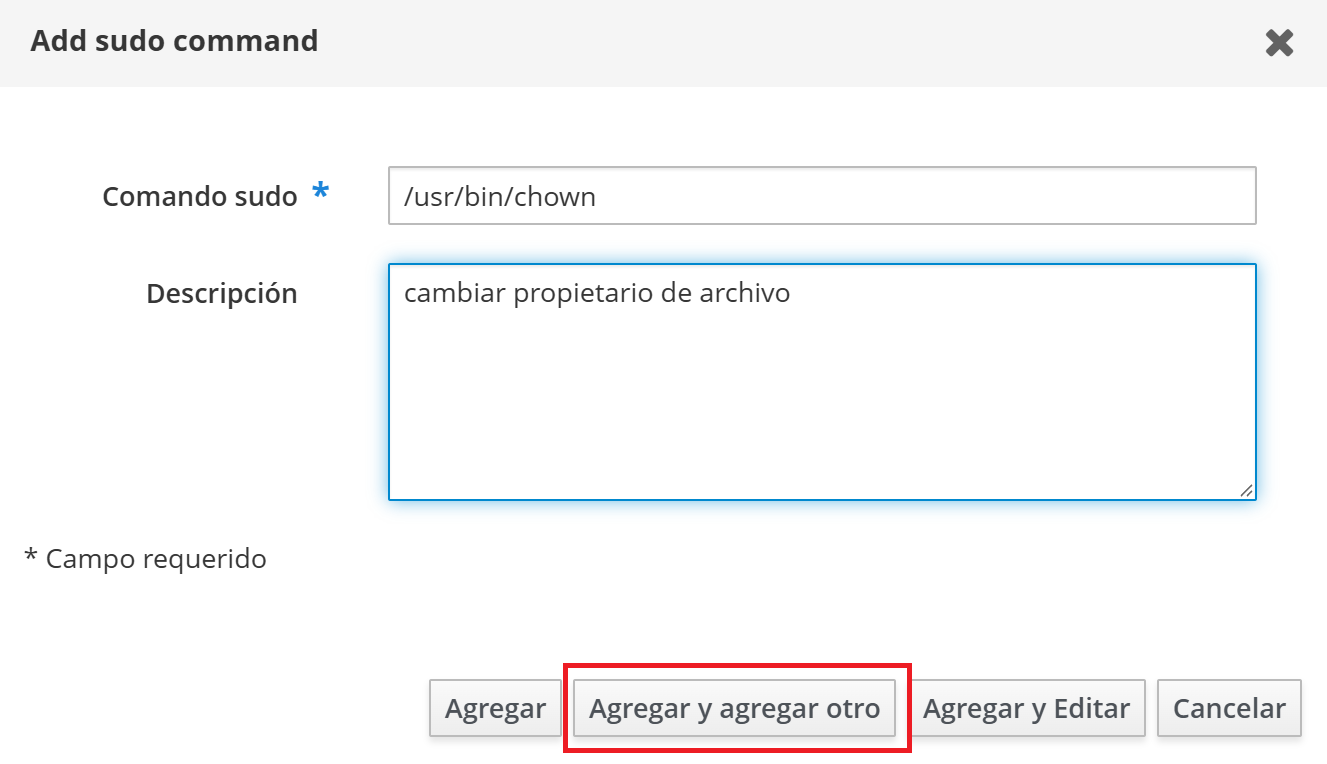 Add sudo command
Comando sudo *
/usr/bin/chown
Descripción
cambiar propietario de archivo
* Campo requerido
Agregar
Agregar y agregar otro
Agregar y Editar
Cancelar